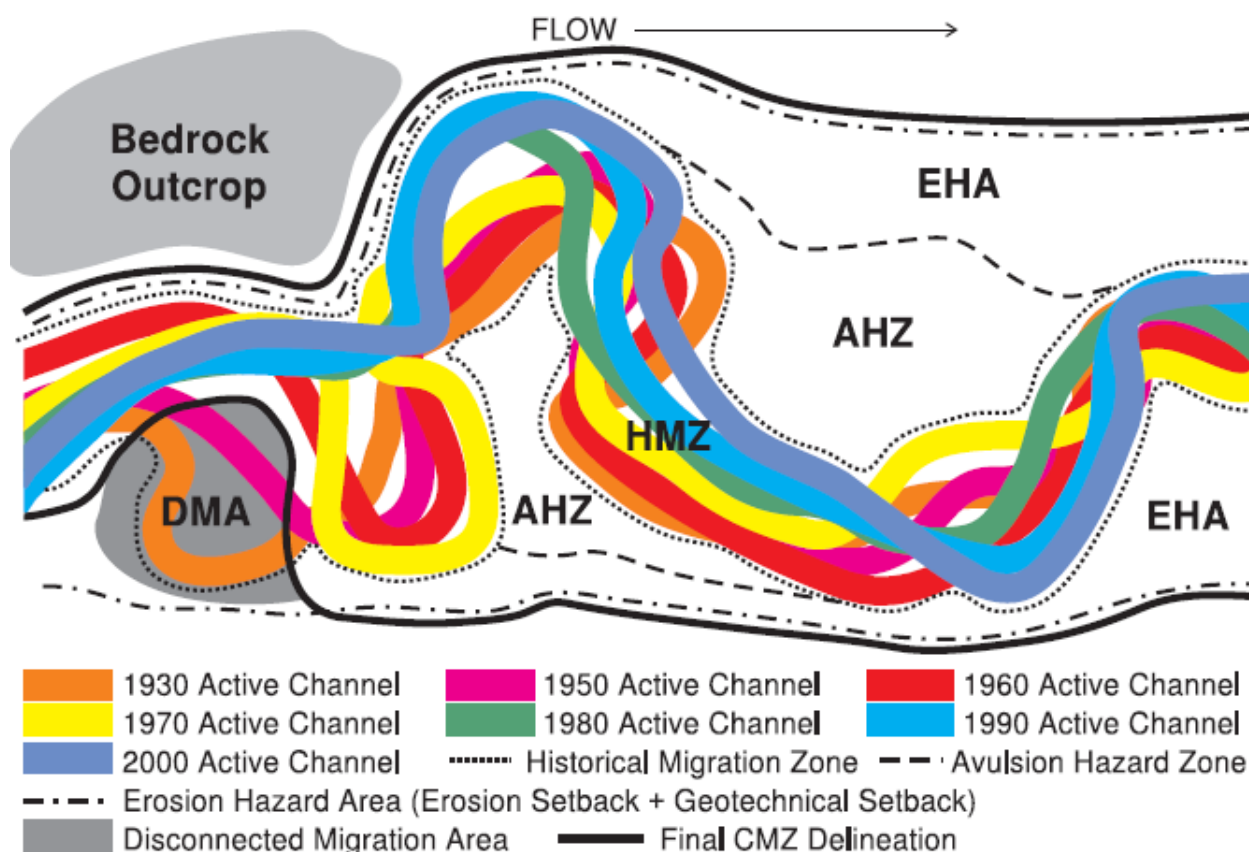 FLOW
Bedrock
Outcrop
EHA
AHZ
HMZ
DMA
AHZ
EHA
1930 Active Channel
1950 Active Channel
1960 Active Channel
1970 Active Channel
1980 Active Channel
1990 Active Channel
2000 Active Channel
Historical Migration Zone
Avulsion Hazard Zone
Erosion Hazard Area (Erosion Setback + Geotechnical Setback)
Disconnected Migration Area
Final CMZ Delineation